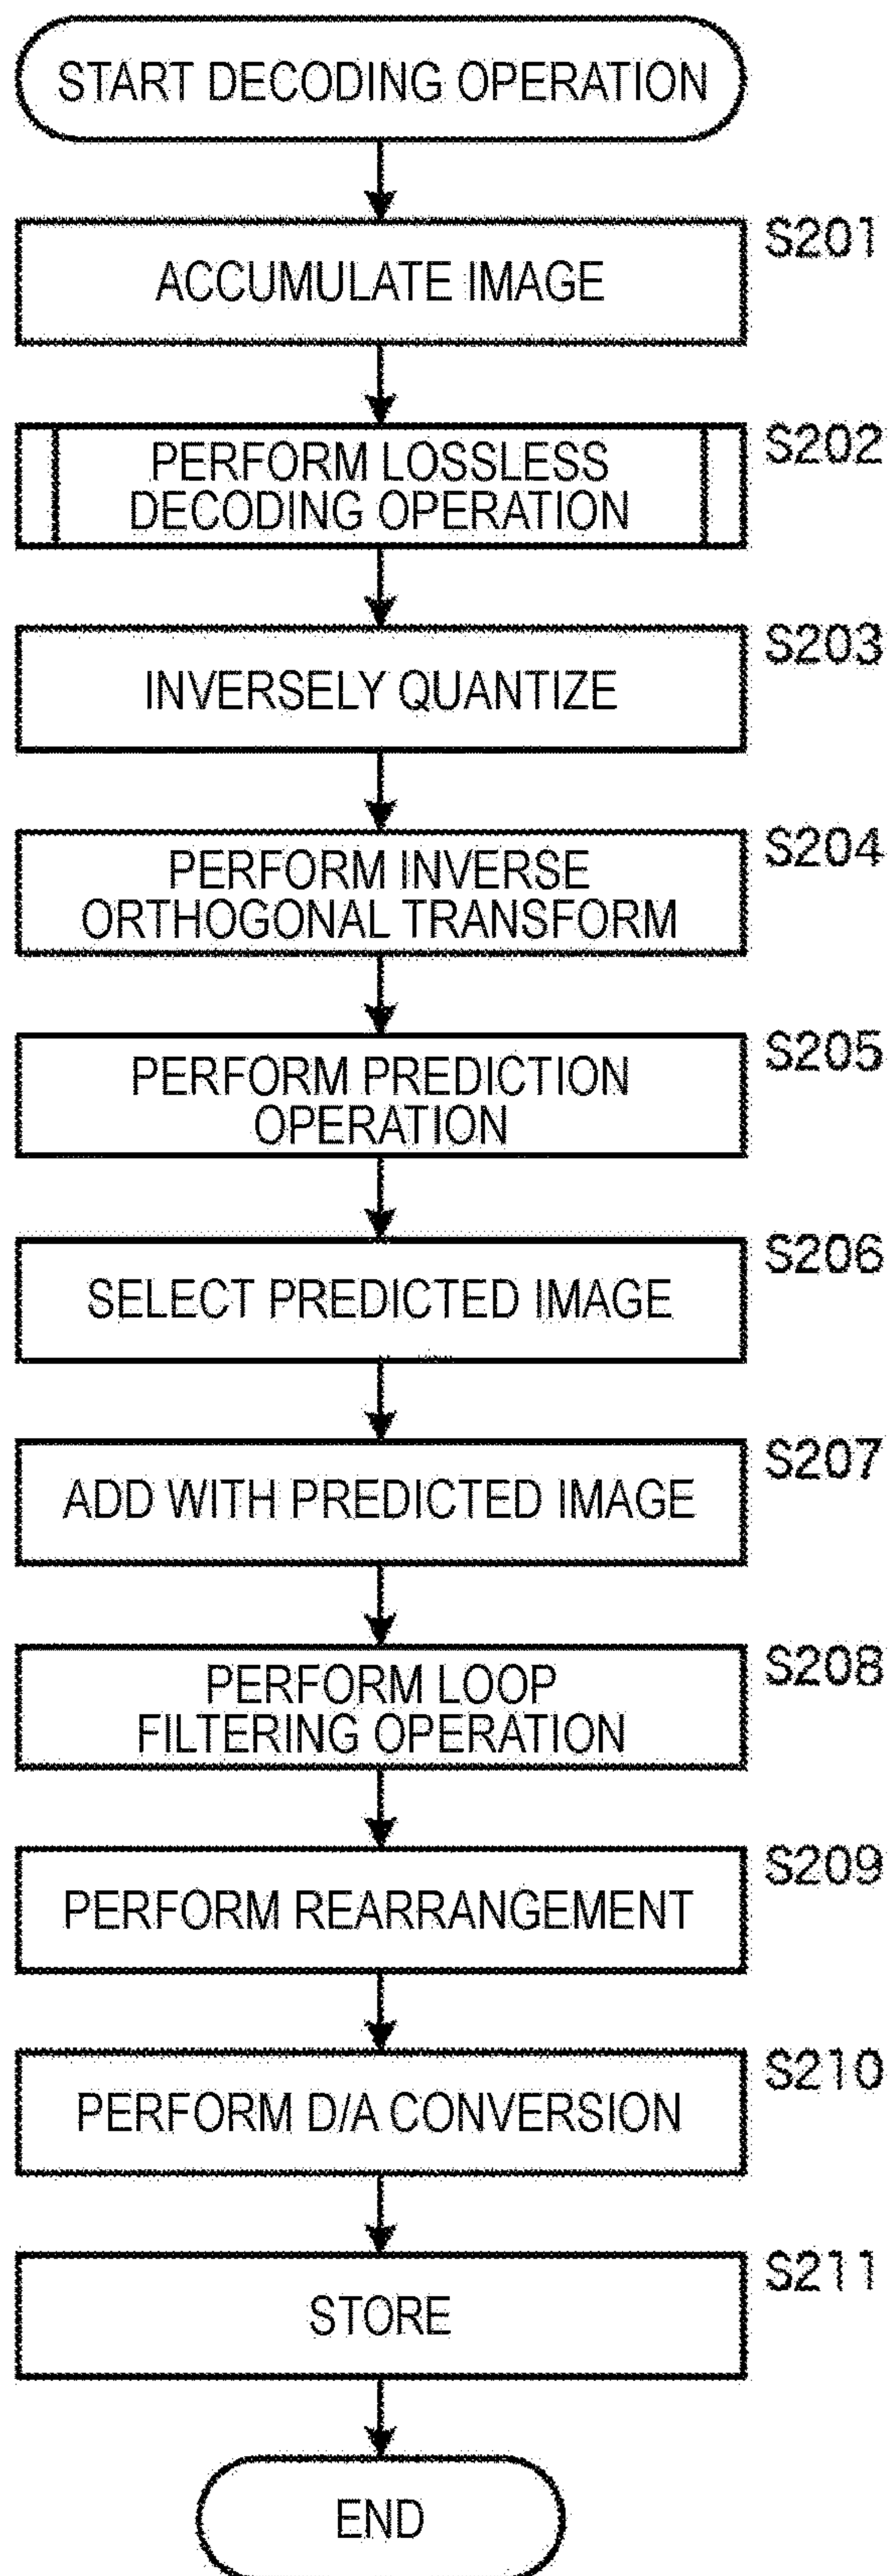 START DECODING OPERATION
S201
ACCUMULATE IMAGE
S202
PERFORM LOSSLESS
DECODING OPERATION
S203
INVERSELY QUANTIZE
S204
PERFORM INVERSE
ORTHOGONAL TRANSFORM
S205
PERFORM PREDICTION
OPERATION
S206
SELECT PREDICTED IMAGE
S207
ADD WITH PREDICTED IMAGE
S208
PERFORM LOOP
FILTERING OPERATION
S209
PERFORM REARRANGEMENT
S210
PERFORM D/A CONVERSION
S211
STORE
END